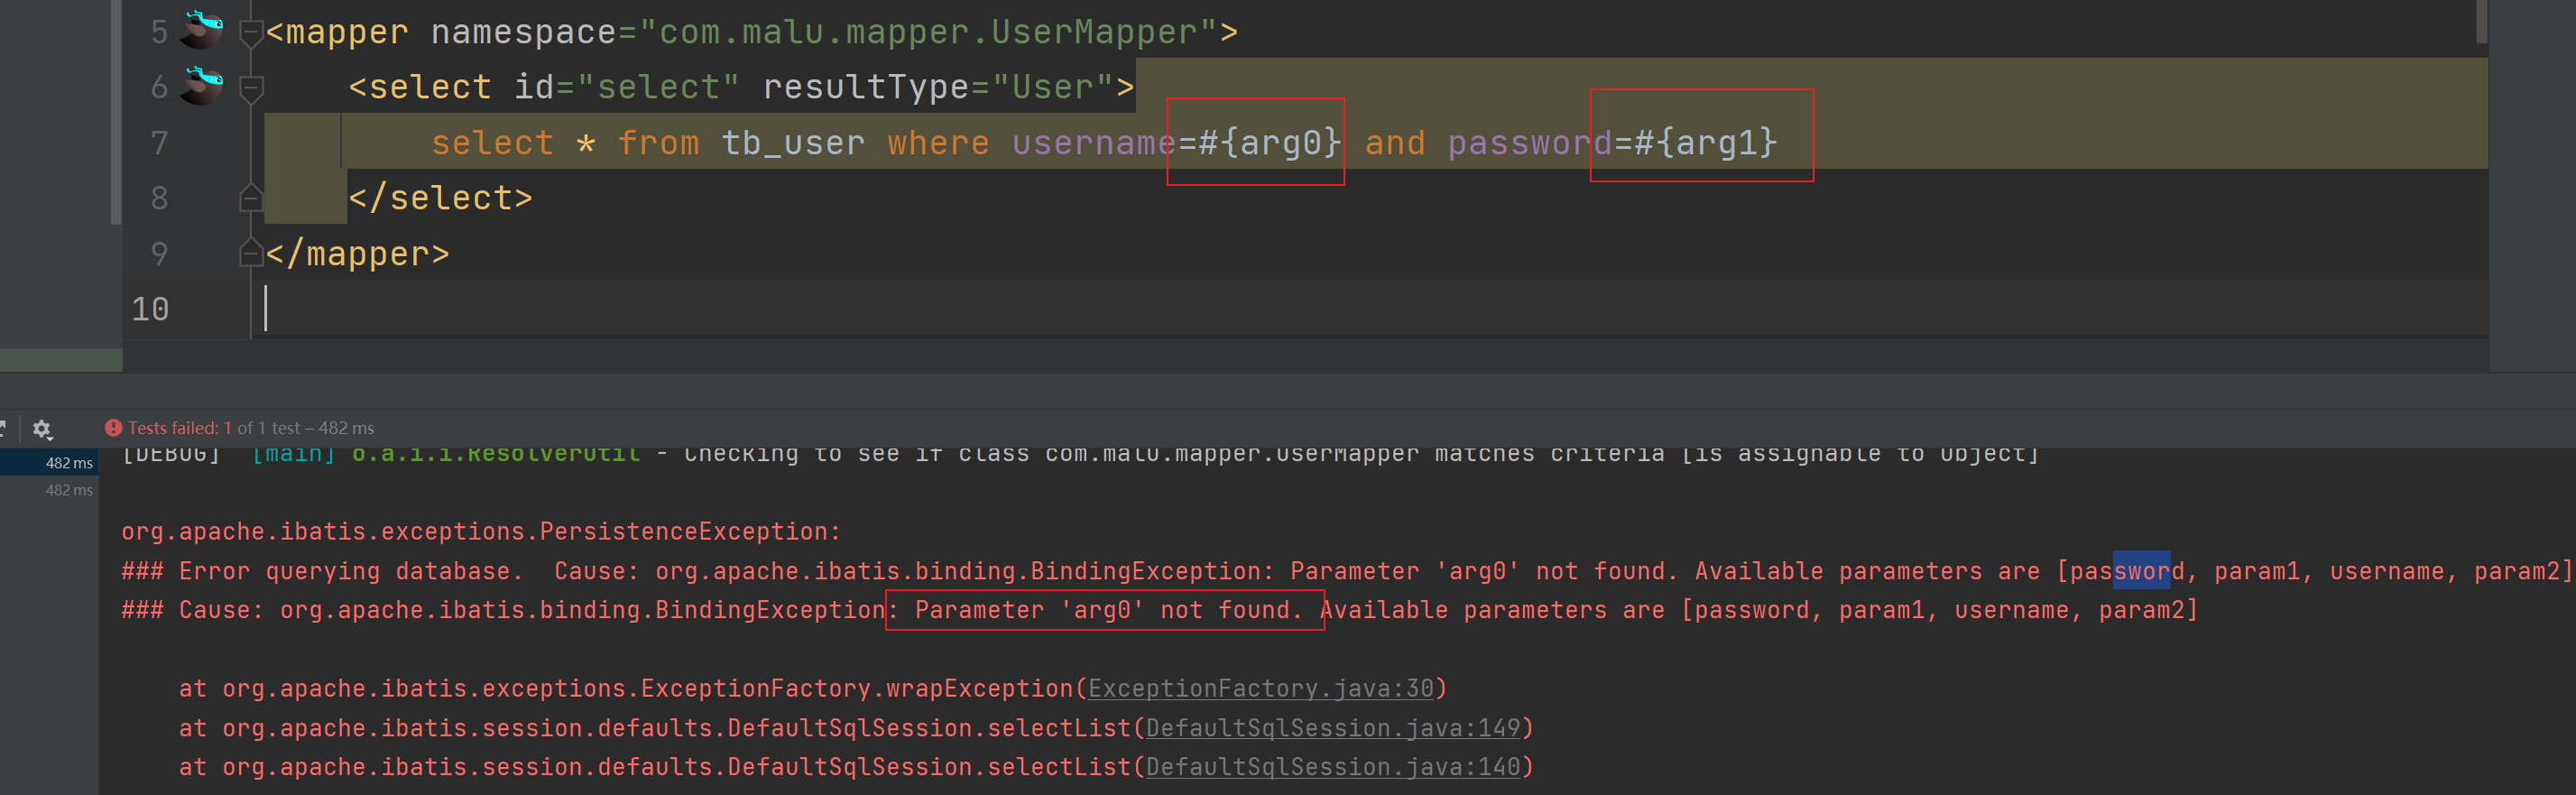 5 <mapper namespace="com.malu.mapper.UserMapper">
6 <select id="select" resultType="User">
7 select * from tb_user where username=#{arg0} and password=#{arg1}
8 </select>
9 </mapper>
10
Tests failed: 1 of 1 test – 482 ms
482 ms
[DEBUG] [main] o.a.i.i.ResolverUtil - Checking to see if class com.malu.mapper.UserMapper matches criteria [is assignable to Object]
482 ms
org.apache.ibatis.exceptions.PersistenceException:
### Error querying database.  Cause: org.apache.ibatis.binding.BindingException: Parameter 'arg0' not found. Available parameters are [password, param1, username, param2]
### Cause: org.apache.ibatis.binding.BindingException: Parameter 'arg0' not found. Available parameters are [password, param1, username, param2]
at org.apache.ibatis.exceptions.ExceptionFactory.wrapException(ExceptionFactory.java:30)
at org.apache.ibatis.session.defaults.DefaultSqlSession.selectList(DefaultSqlSession.java:149)
at org.apache.ibatis.session.defaults.DefaultSqlSession.selectList(DefaultSqlSession.java:140)